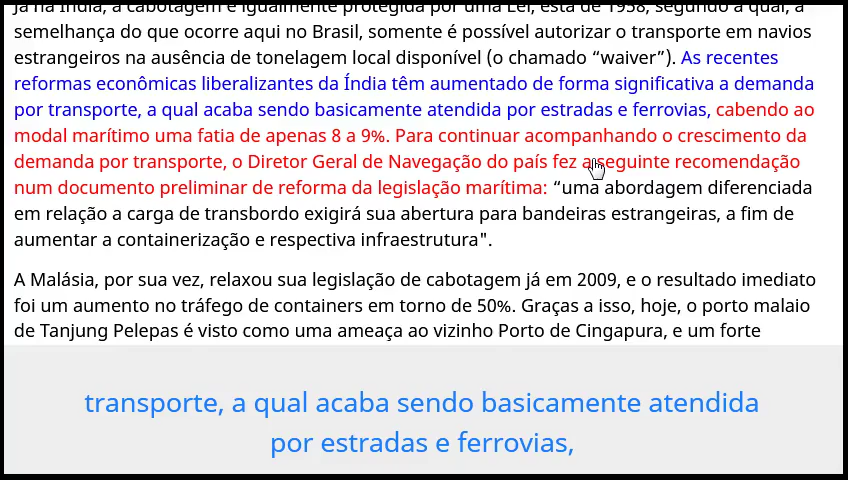 Já na Índia, a cabotagem é igualmente protegida por uma Lei, esta de 1958, segundo a qual, a
semelhança do que ocorre aqui no Brasil, somente é possível autorizar o transporte em navios
estrangeiros na ausência de tonelagem local disponível (o chamado “waiver”). As recentes
reformas econômicas liberalizantes da Índia têm aumentado de forma significativa a demanda
por transporte, a qual acaba sendo basicamente atendida por estradas e ferrovias, cabendo ao
modal marítimo uma fatia de apenas 8 a 9%. Para continuar acompanhando o crescimento da
demanda por transporte, o Diretor Geral de Navegação do país fez a seguinte recomendação
num documento preliminar de reforma da legislação marítima: “uma abordagem diferenciada
em relação a carga de transbordo exigirá sua abertura para bandeiras estrangeiras, a fim de
aumentar a containerização e respectiva infraestrutura".
A Malásia, por sua vez, relaxou sua legislação de cabotagem já em 2009, e o resultado imediato
foi um aumento no tráfego de containers em torno de 50%. Graças a isso, hoje, o porto malaio
de Tanjung Pelepas é visto como uma ameaça ao vizinho Porto de Cingapura, e um forte
transporte, a qual acaba sendo basicamente atendida
por estradas e ferrovias,